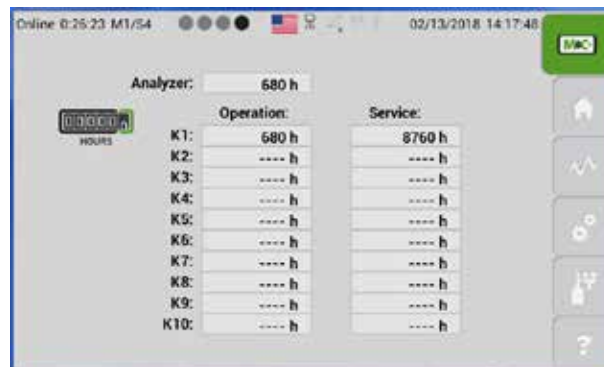 Online 0:26:23 M1/S4 02/13/2018 14:17:48
Analyzer: 680 h
Operation: Service:
HOURS
K1: 680 h 8760 h
K2: ---- h ---- h
K3: ---- h ---- h
K4: ---- h ---- h
K5: ---- h ---- h
K6: ---- h ---- h
K7: ---- h ---- h
K8: ---- h ---- h
K9: ---- h ---- h
K10: ---- h ---- h
?